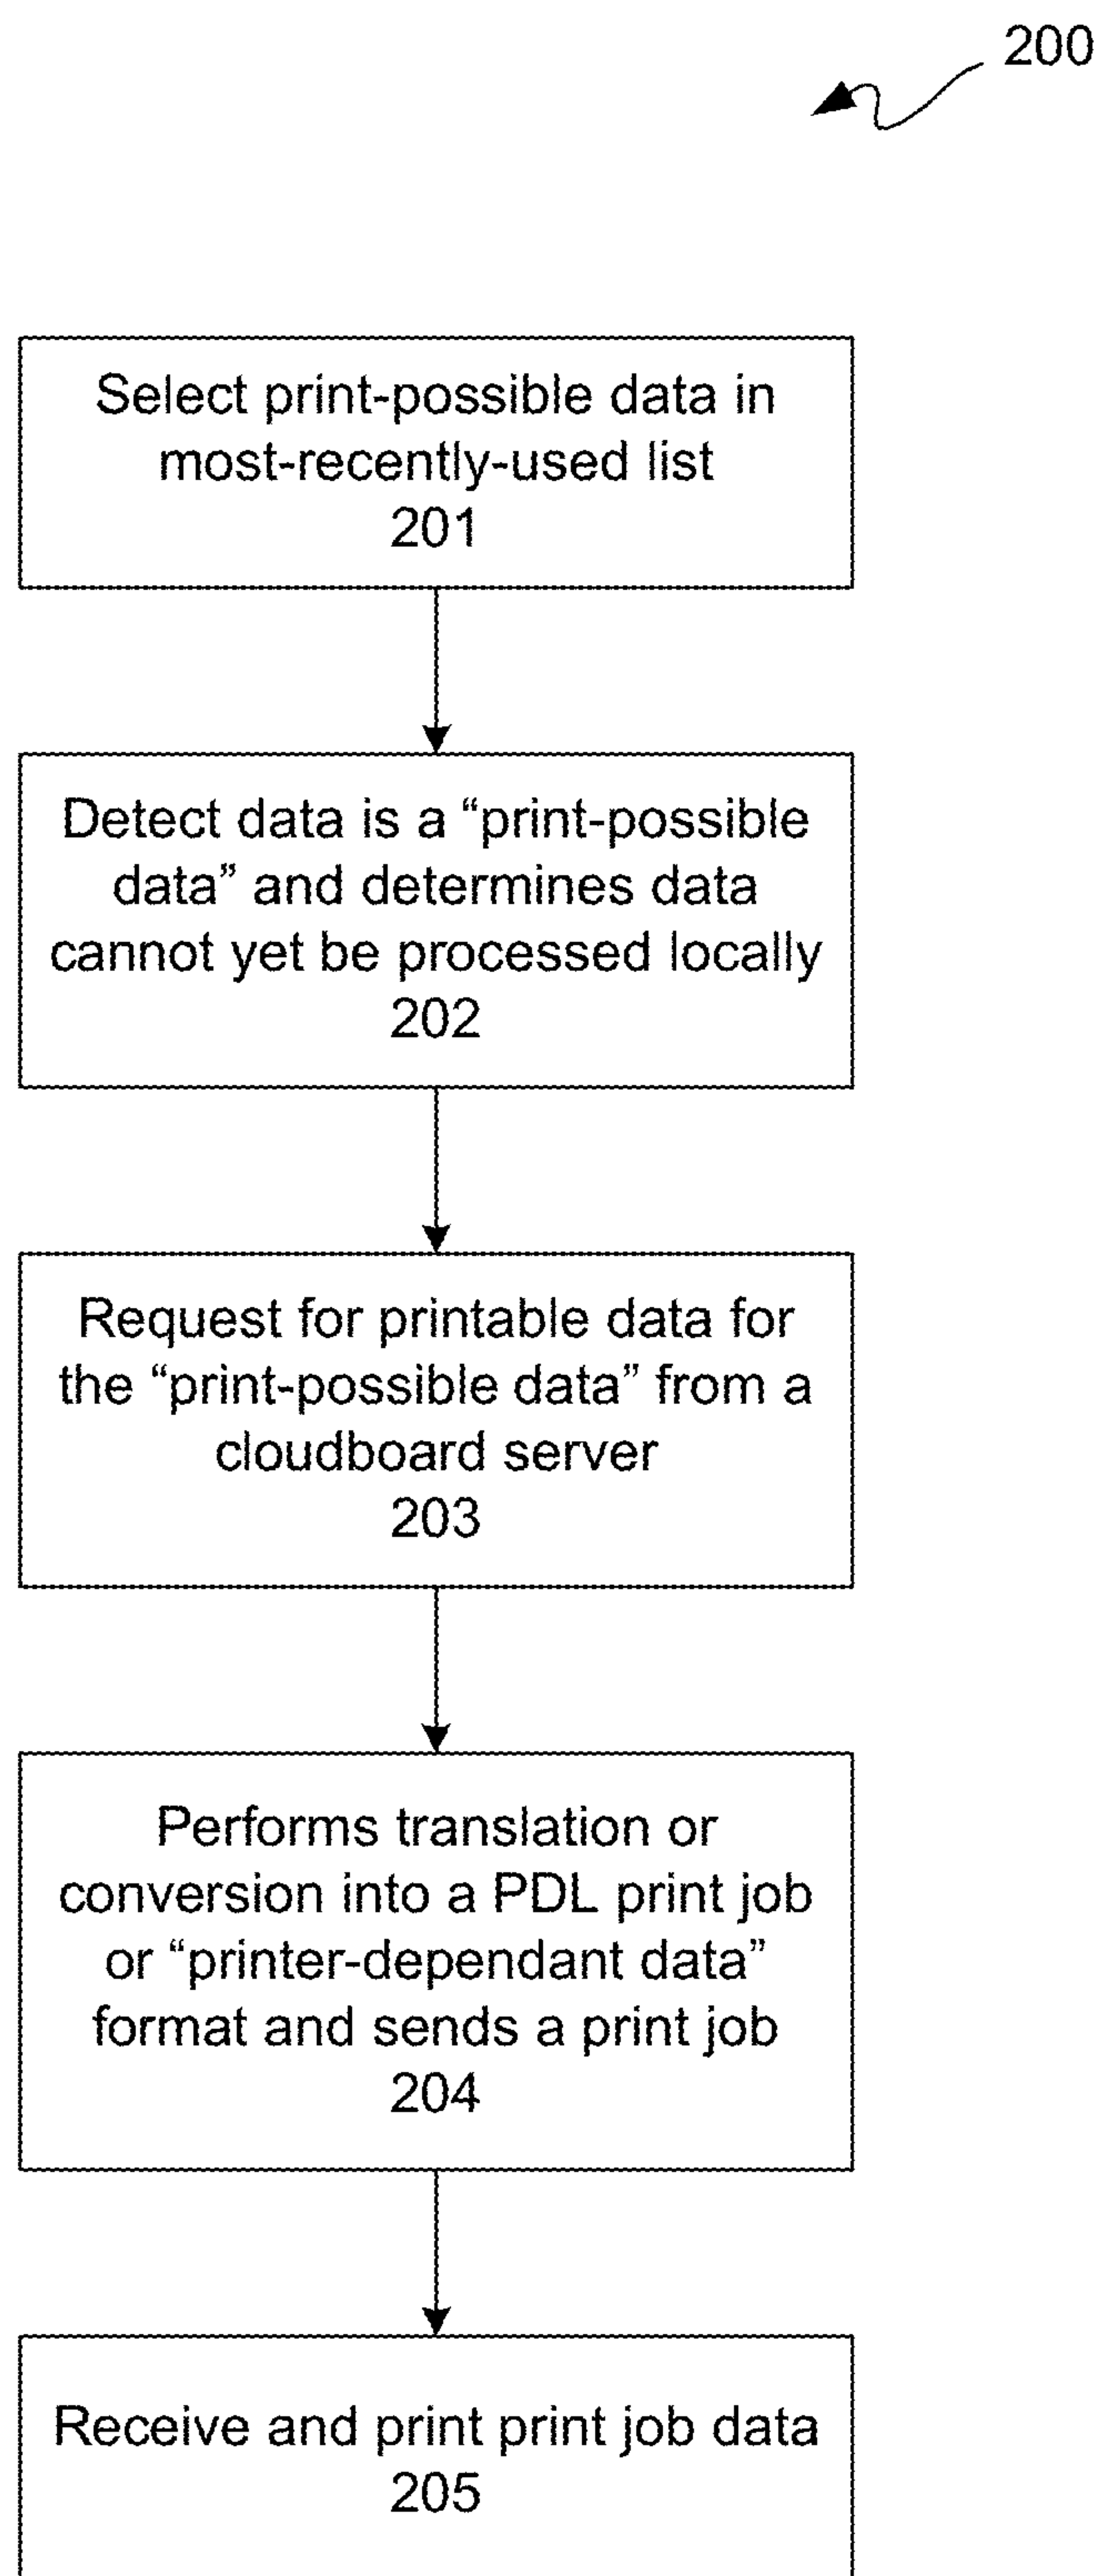 200
Select print-possible data in
most-recently-used list
201
Detect data is a “print-possible
data” and determines data
cannot yet be processed locally
202
Request for printable data for
the “print-possible data” from a
cloudboard server
203
Performs translation or
conversion into a PDL print job
or “printer-dependant data”
format and sends a print job
204
Receive and print print job data
205